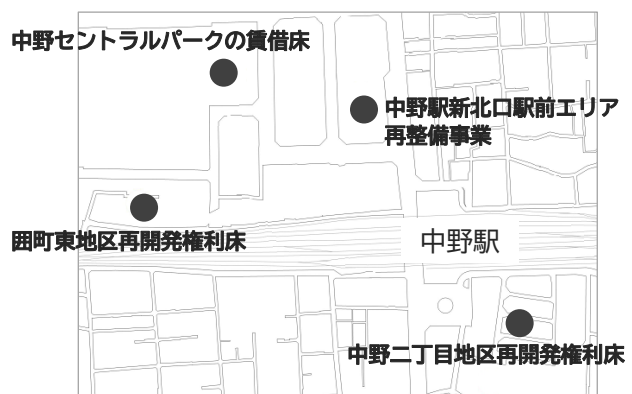 中野セントラルパークの賃借床
中野駅新北口駅前エリア
再整備事業
囲町東地区再開発権利床
中野駅
中野二丁目地区再開発権利床